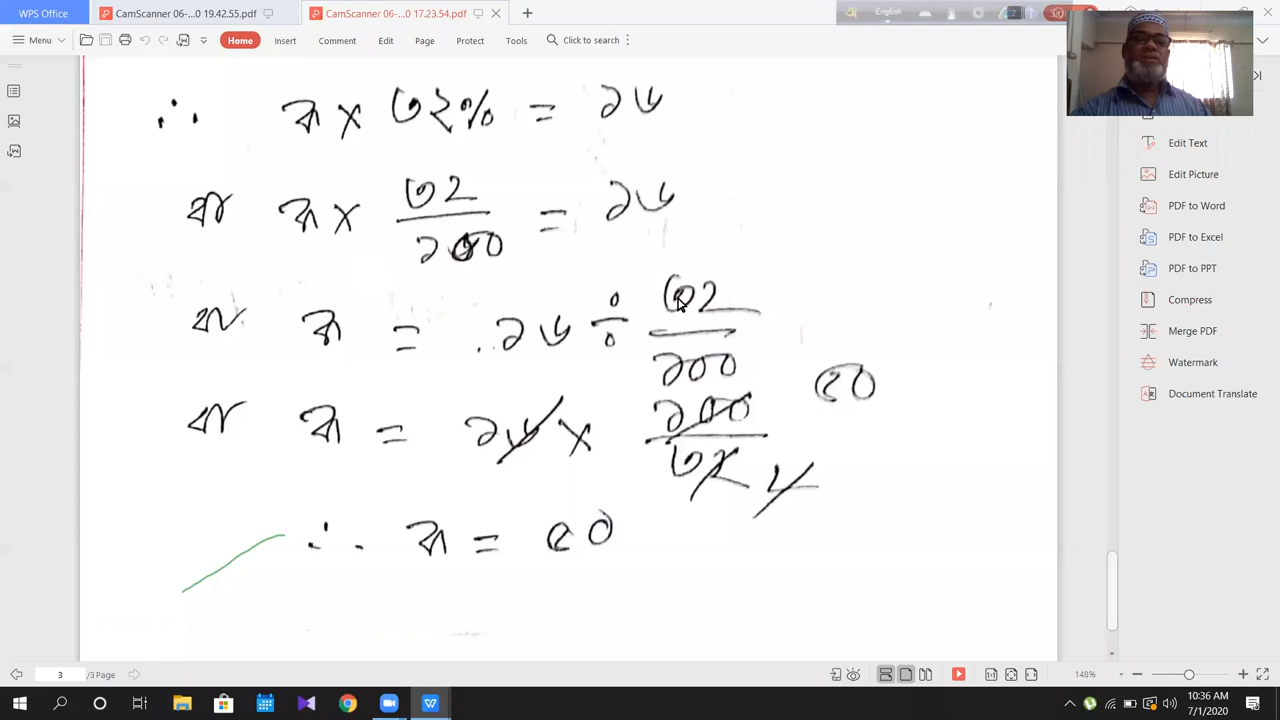 WPS Office CamScanner 06-...0 19.42.55.pdf CamScanner 06-...0 17.23.54.pdf English
Menu Home Insert Comment Edit Page Protect Tools Click to search
∴ ক × ৩২% = ১৬
বা ক × ৩২/১০০ = ১৬
বা ক = ১৬ ÷ ৩২/১০০
বা ক = ১৬ × ১০০/৩২ ২ ৫০
∴ ক = ৫০
Edit Text
Edit Picture
PDF to Word
PDF to Excel
PDF to PPT
Compress
Merge PDF
Watermark
Document Translate
3 /3 Page 148%
10:36 AM
7/1/2020